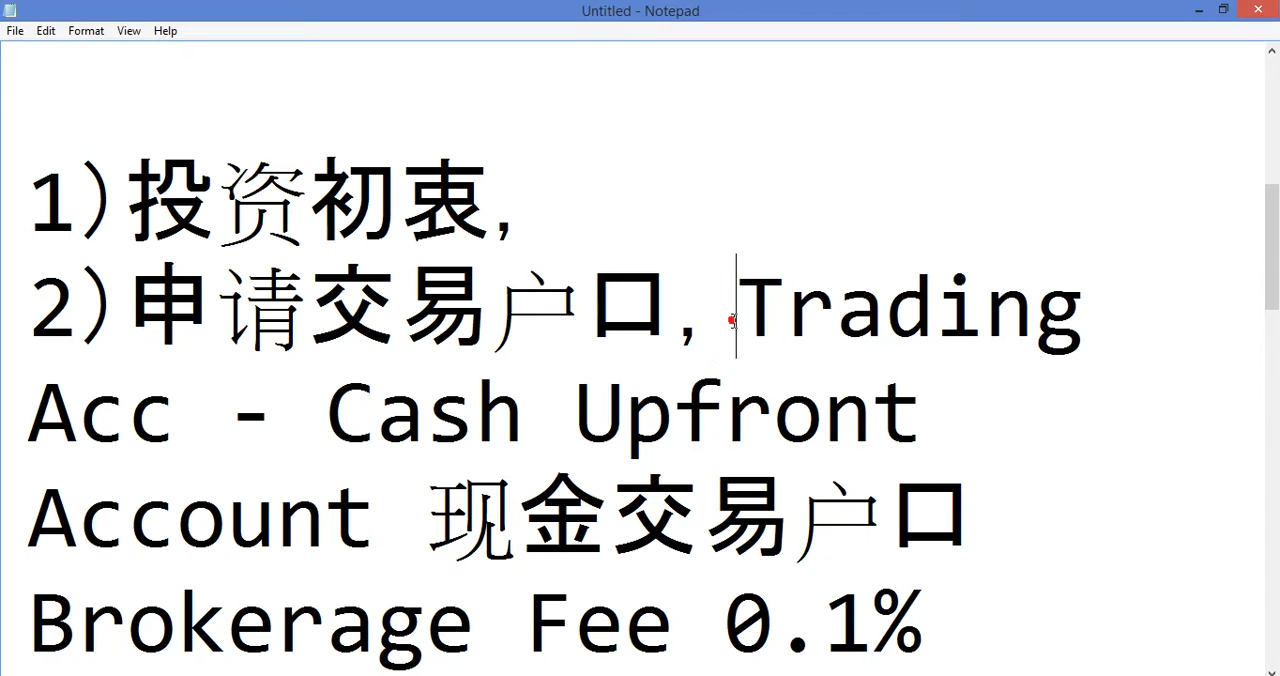 Untitled - Notepad
File Edit Format View Help
1)投资初衷,
2)申请交易户口, Trading
Acc - Cash Upfront
Account 现金交易户口
Brokerage Fee 0.1%